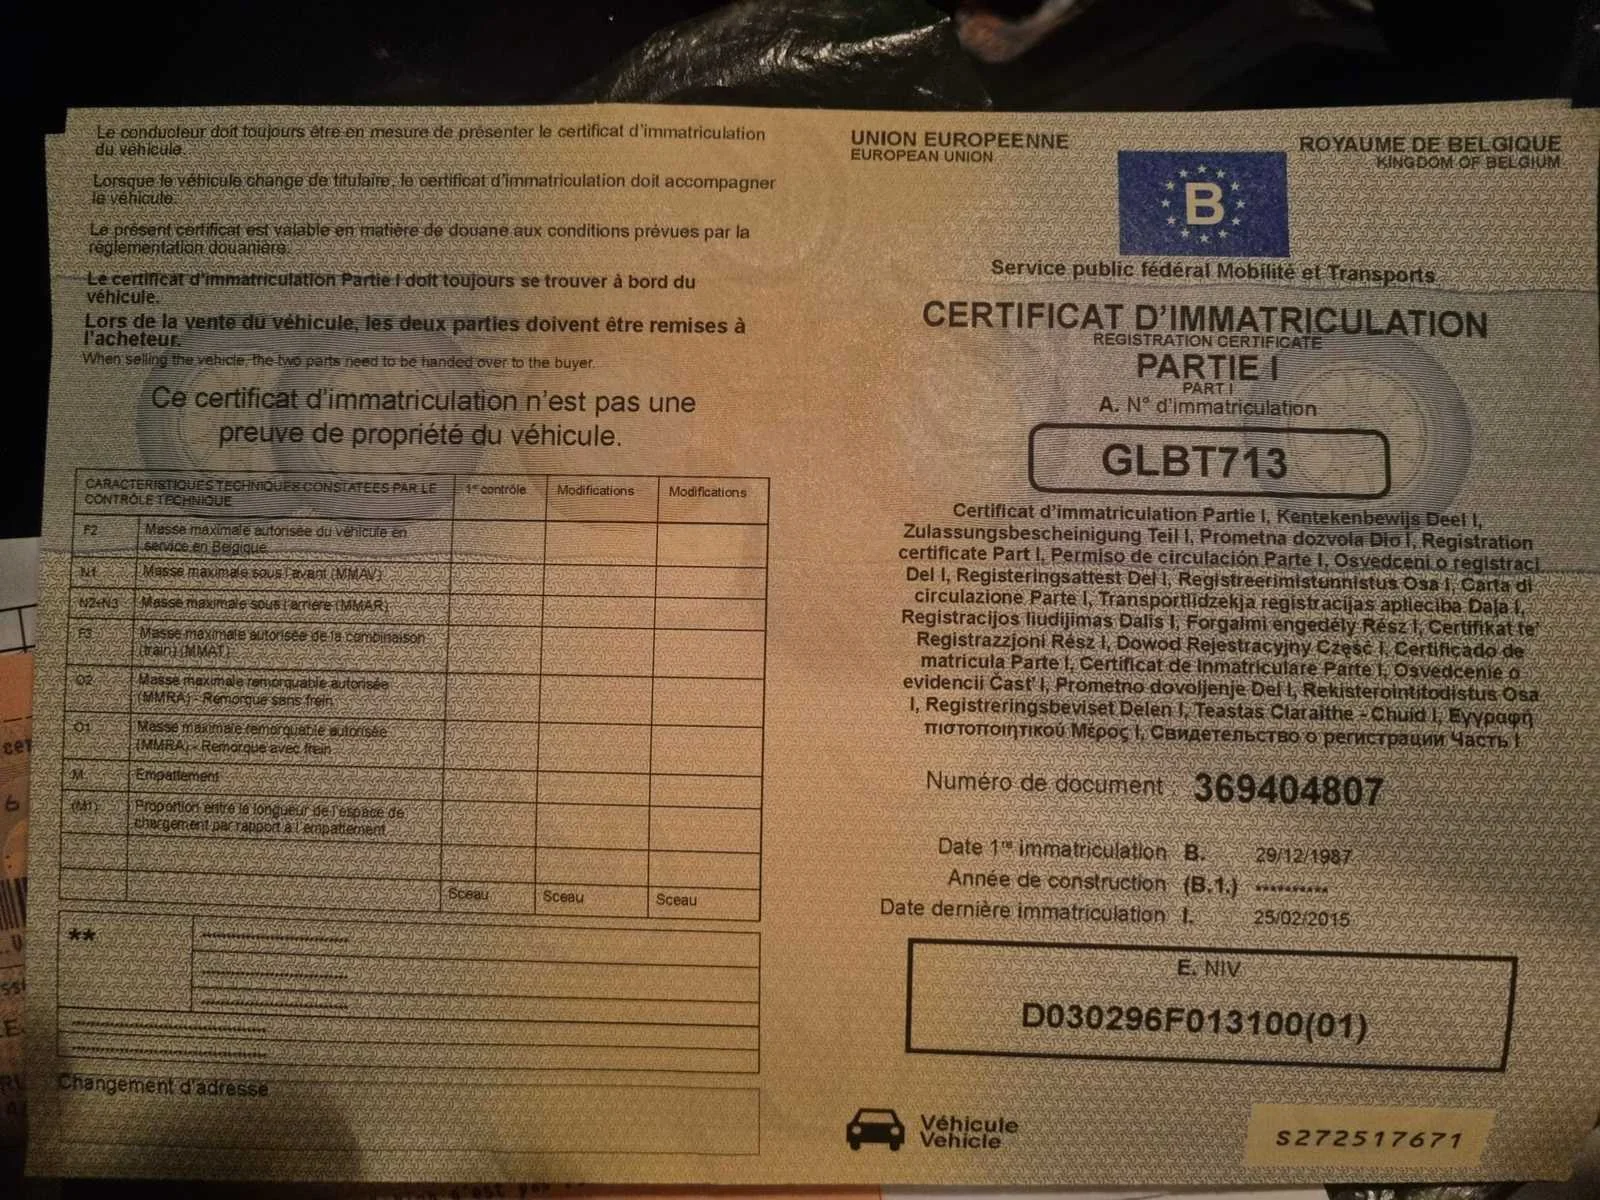 Le conducteur doit toujours être en mesure de présenter le certificat d'immatriculation
du véhicule.
Lorsque le véhicule change de titulaire, le certificat d'immatriculation doit accompagner
le véhicule.
Le présent certificat est valable en matière de douane aux conditions prévues par la
réglementation douanière.
Le certificat d'immatriculation Partie I doit toujours se trouver à bord du
véhicule.
Lors de la vente du véhicule, les deux parties doivent être remises à
l'acheteur.
When selling the vehicle, the two parts need to be handed over to the buyer.
Ce certificat d'immatriculation n'est pas une
preuve de propriété du véhicule.
CARACTERISTIQUES TECHNIQUES CONSTATEES PAR LE
CONTRÔLE TECHNIQUE
1er contrôle
Modifications
Modifications
F2 Masse maximale autorisée du véhicule en
service en Belgique
N1 Masse maximale sous l'avant (MMAV)
N2+N3 Masse maximale sous l'arrière (MMAR)
F3 Masse maximale autorisée de la combinaison
(train) (MMAT)
O2 Masse maximale remorquable autorisée
(MMRA) - Remorque sans frein
O1 Masse maximale remorquable autorisée
(MMRA) - Remorque avec frein
M Empattement
(M1) Proportion entre la longueur de l'espace de
chargement par rapport à l'empattement
Sceau
Sceau
Sceau
**
Changement d'adresse
UNION EUROPEENNE
EUROPEAN UNION
ROYAUME DE BELGIQUE
KINGDOM OF BELGIUM
B
Service public fédéral Mobilité et Transports
CERTIFICAT D'IMMATRICULATION
REGISTRATION CERTIFICATE
PARTIE I
PART I
A. N° d'immatriculation
GLBT713
Certificat d'immatriculation Partie I, Kentekenbewijs Deel I,
Zulassungsbescheinigung Teil I, Prometna dozvola Dio I, Registration
certificate Part I, Permiso de circulación Parte I, Osvedceni o registraci
Del I, Registeringsattest Del I, Registreerimistunnistus Osa I, Carta di
circulazione Parte I, Transportlidzekja registracijas aplieciba Daļa I,
Registracijos liudijimas Dalis I, Forgalmi engedély Rész I, Certifikat te'
Registrazzjoni Rész I, Dowod Rejestracyjny Część I, Certificado de
matricula Parte I, Certificat de Inmatriculare Parte I, Osvedcenie o
evidencii Čast' I, Prometno dovoljenje Del I, Rekisterointitodistus Osa
I, Registreringsbeviset Delen I, Teastas Claraithe - Chuid I, Εγγραφή
πιστοποιητικού Μέρος I, Свидетельство о регистрации Часть I
Numéro de document : 369404807
Date 1re immatriculation B. 29/12/1987
Année de construction (B.1.) **********
Date dernière immatriculation I. 25/02/2015
E. NIV
D030296F013100(01)
Véhicule
Vehicle
S272517671